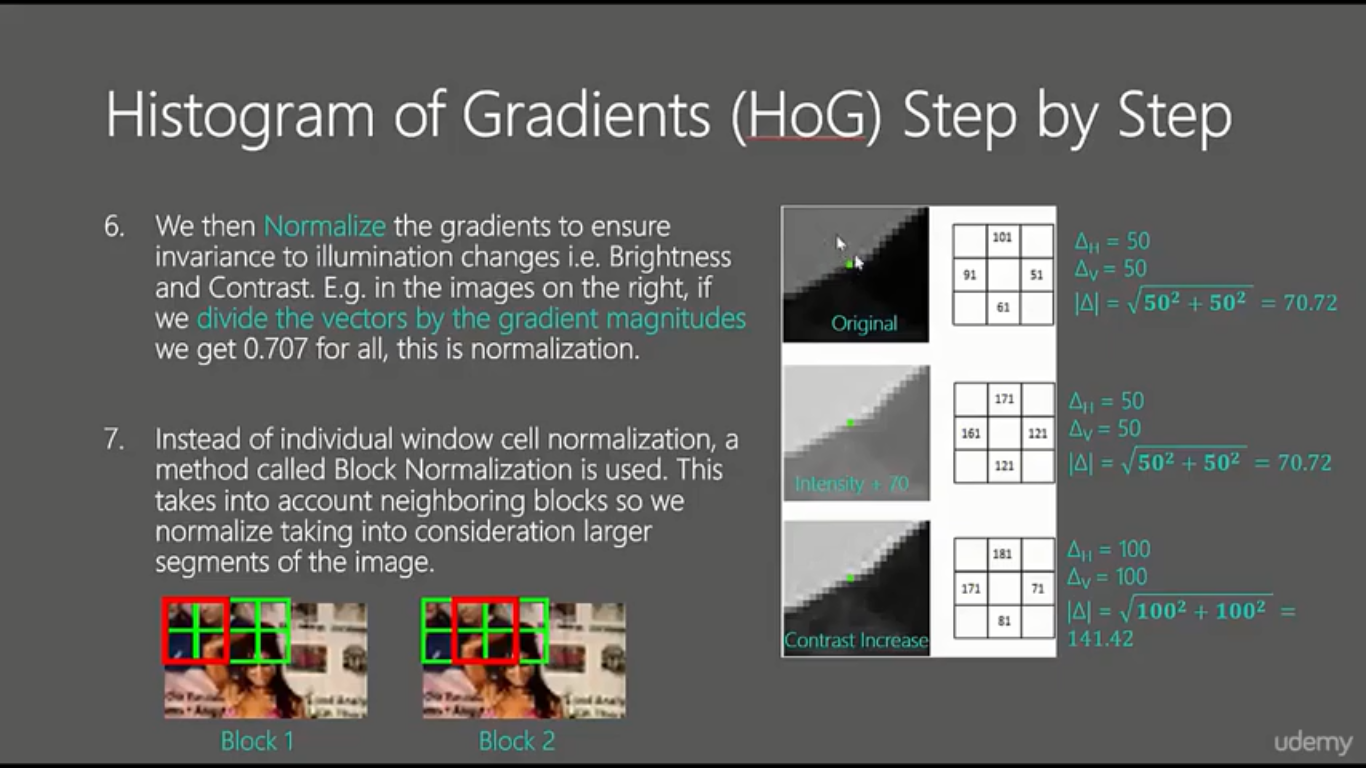 Histogram of Gradients (HoG) Step by Step
6. We then Normalize the gradients to ensure
invariance to illumination changes i.e. Brightness
and Contrast. E.g. in the images on the right, if
we divide the vectors by the gradient magnitudes
we get 0.707 for all, this is normalization.
7. Instead of individual window cell normalization, a
method called Block Normalization is used. This
takes into account neighboring blocks so we
normalize taking into consideration larger
segments of the image.
Block 1
Block 2
Original
101
91 51
61
Δ_H = 50
Δ_V = 50
|Δ| = √(50² + 50²) = 70.72
Intensity + 70
171
161 121
121
Δ_H = 50
Δ_V = 50
|Δ| = √(50² + 50²) = 70.72
Contrast Increase
181
171 71
81
Δ_H = 100
Δ_V = 100
|Δ| = √(100² + 100²) =
141.42
udemy